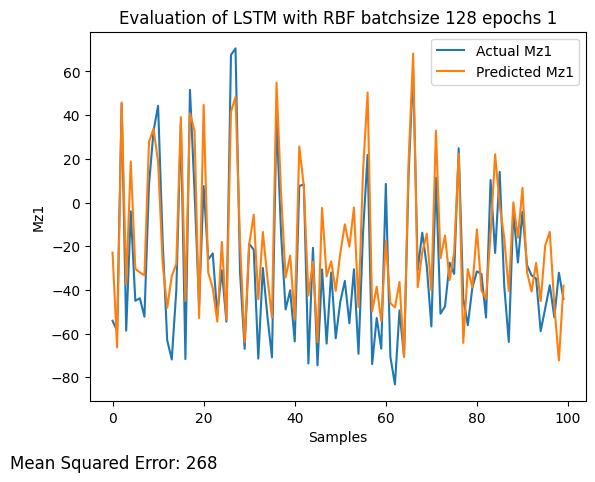 Evaluation of LSTM with RBF batchsize 128 epochs 1
Actual Mz1
Predicted Mz1
60
40
20
0
−20
−40
−60
−80
Mz1
0
20
40
60
80
100
Samples
Mean Squared Error: 268